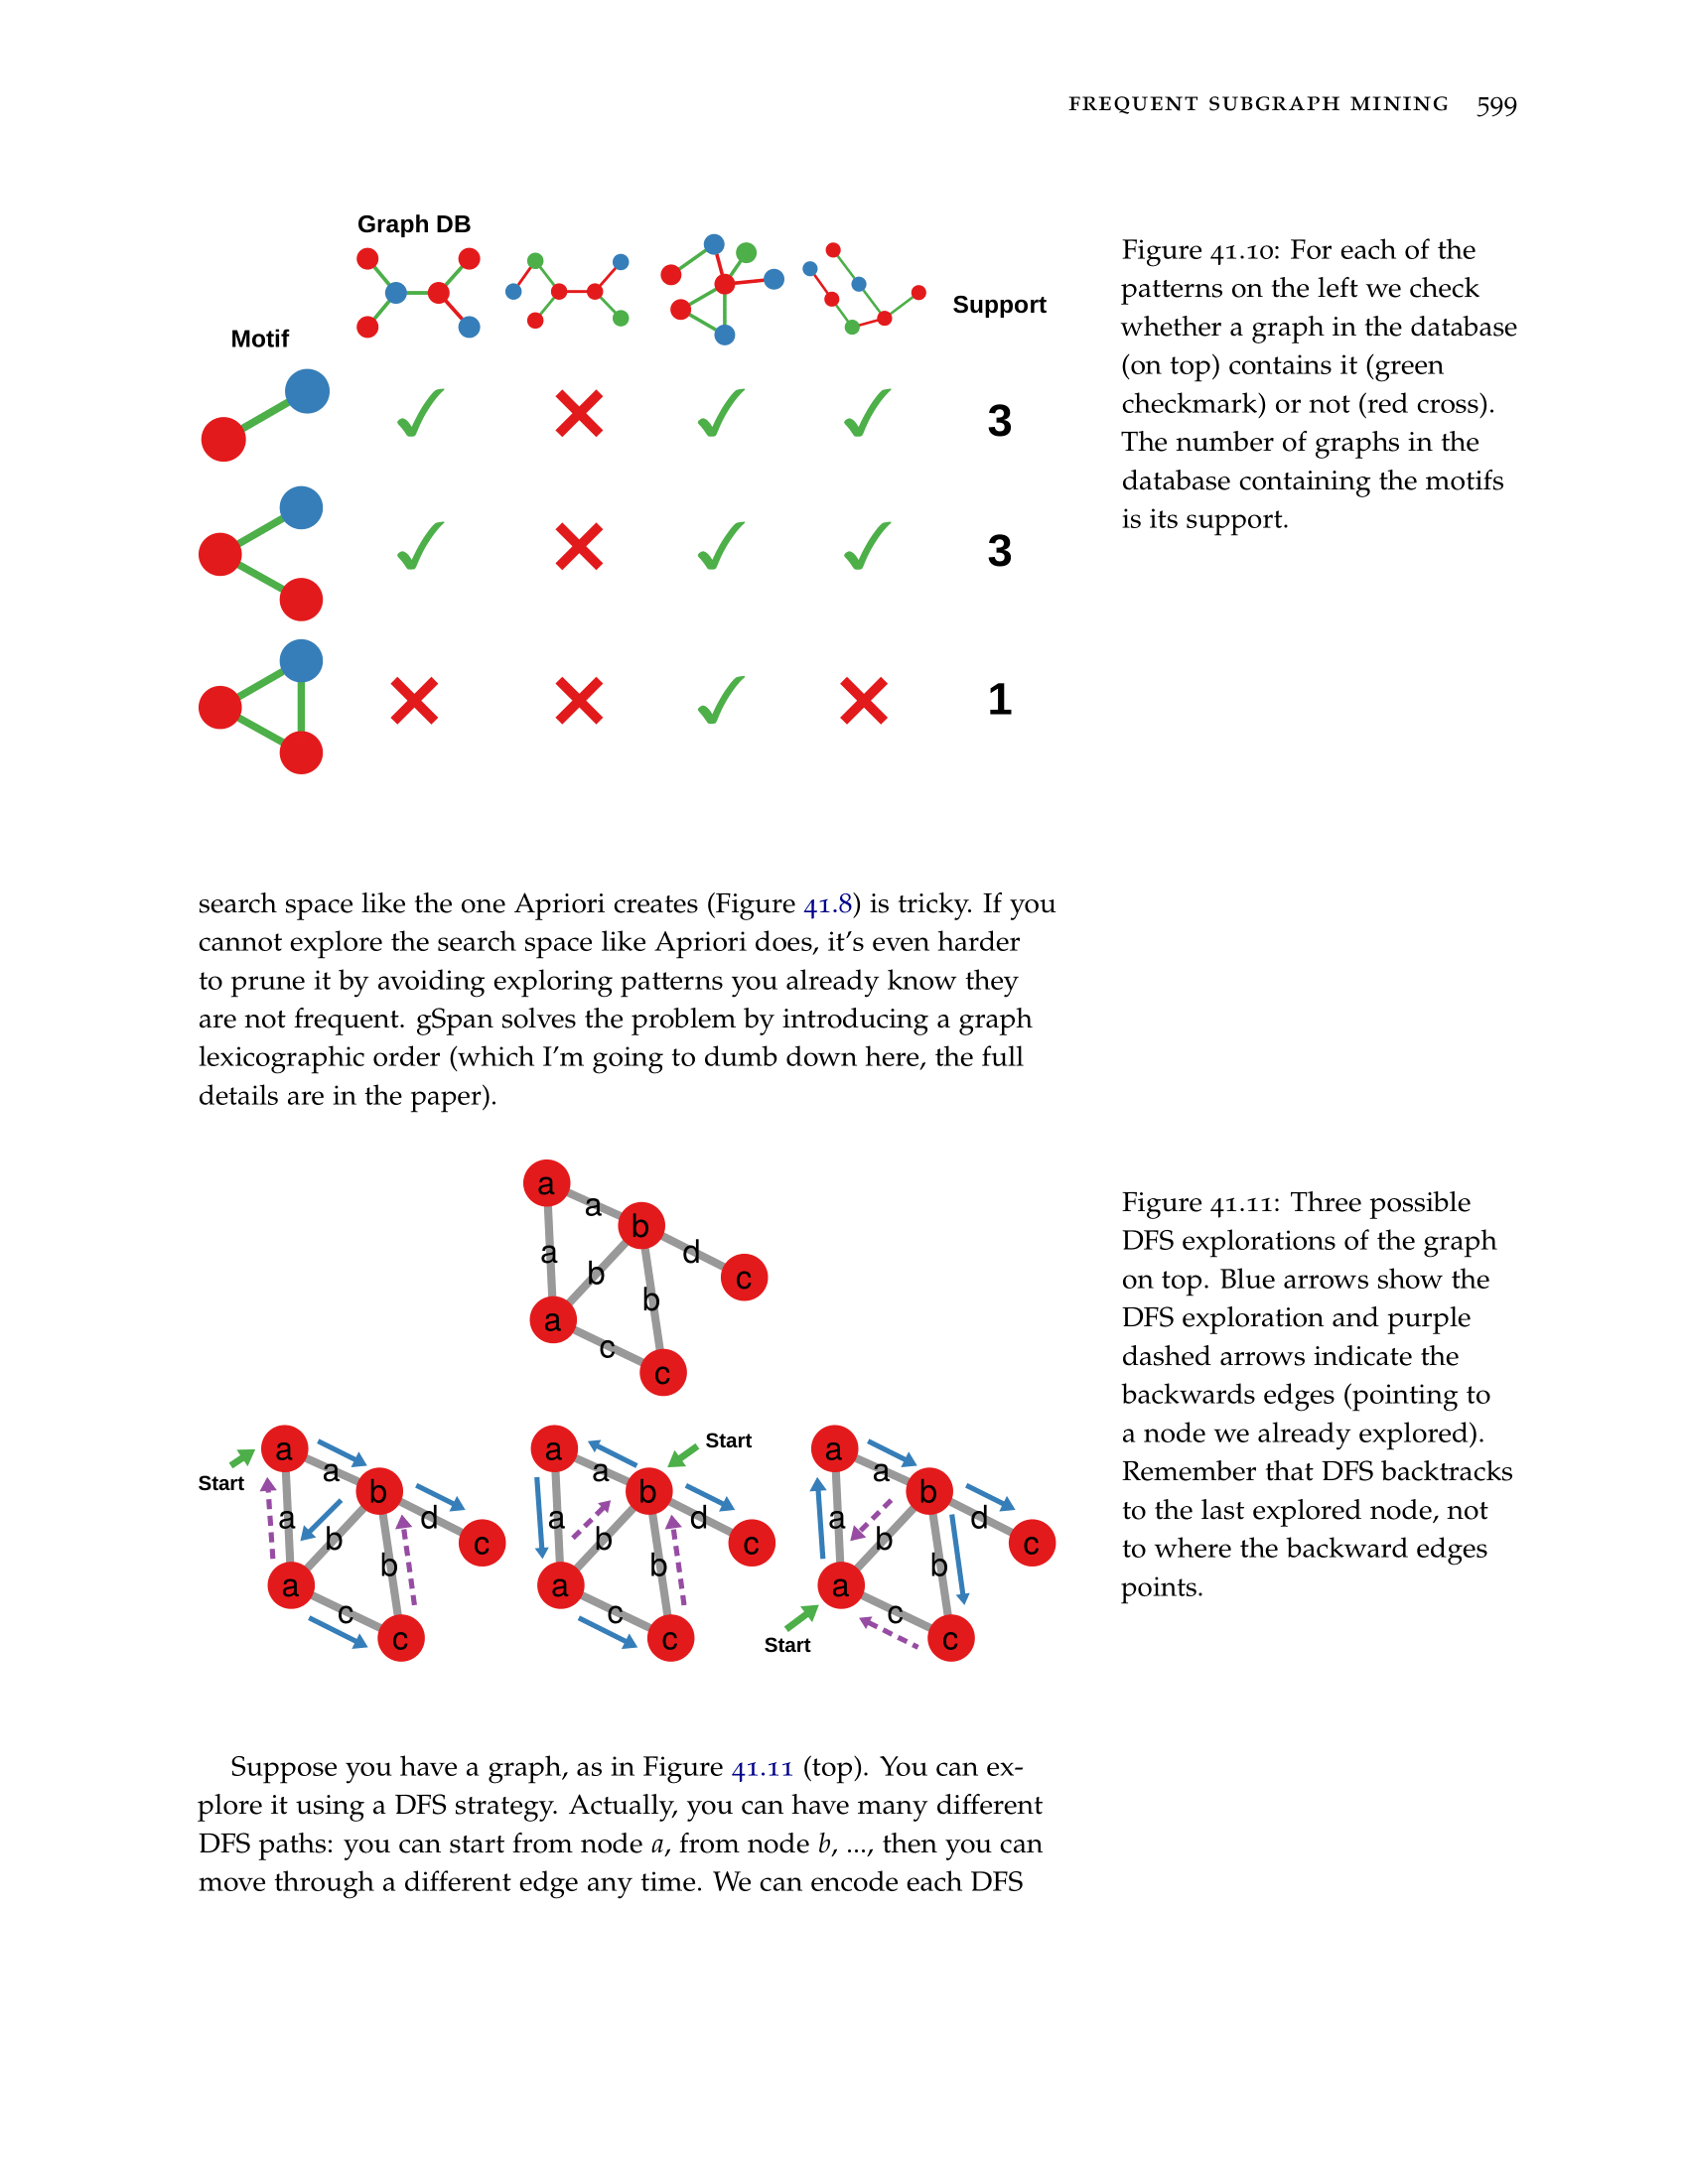 FREQUENT SUBGRAPH MINING 599
Graph DB
Motif
Support
3
3
1
Figure 41.10: For each of the
patterns on the left we check
whether a graph in the database
(on top) contains it (green
checkmark) or not (red cross).
The number of graphs in the
database containing the motifs
is its support.
search space like the one Apriori creates (Figure 41.8) is tricky. If you
cannot explore the search space like Apriori does, it's even harder
to prune it by avoiding exploring patterns you already know they
are not frequent. gSpan solves the problem by introducing a graph
lexicographic order (which I'm going to dumb down here, the full
details are in the paper).
a
a
b
d
a
b
c
b
a
c
c
Start
a
a
b
d
a
b
c
b
a
c
c
Start
a
a
b
d
a
b
c
b
a
c
c
a
a
b
d
a
b
c
b
a
c
c
Start
Figure 41.11: Three possible
DFS explorations of the graph
on top. Blue arrows show the
DFS exploration and purple
dashed arrows indicate the
backwards edges (pointing to
a node we already explored).
Remember that DFS backtracks
to the last explored node, not
to where the backward edges
points.
Suppose you have a graph, as in Figure 41.11 (top). You can ex-
plore it using a DFS strategy. Actually, you can have many different
DFS paths: you can start from node a, from node b, ..., then you can
move through a different edge any time. We can encode each DFS